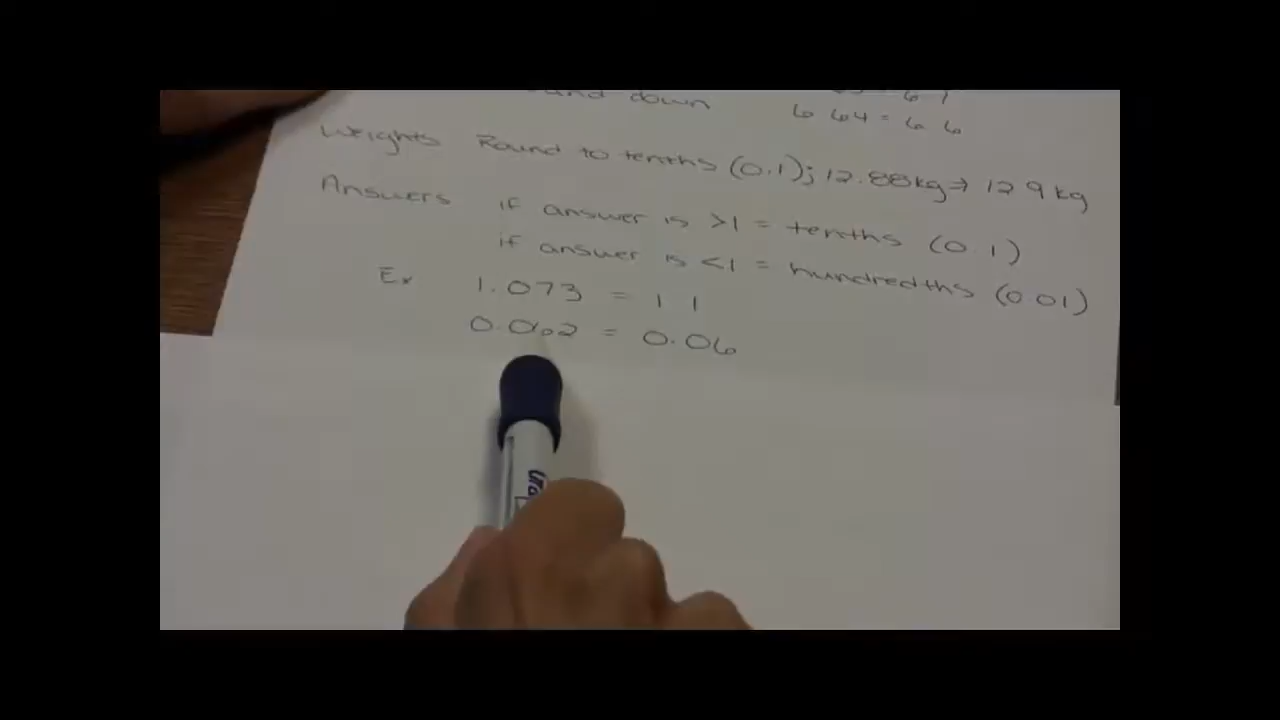 down
6 64 = 6 6
Weights Round to tenths (0.1); 12.88kg → 12 9 kg
Answers if answer is >1 = tenths (0.1)
if answer is <1 = hundredths (0 01)
Ex 1.073 = 1 1
0.062 = 0.06